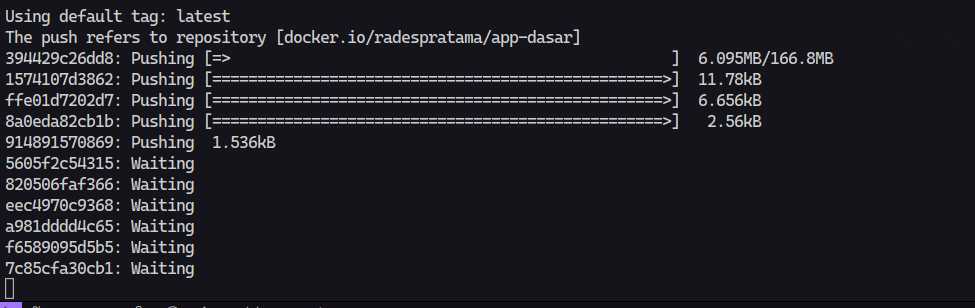 Using default tag: latest
The push refers to repository [docker.io/radespratama/app-dasar]
394429c26dd8: Pushing [=>                                                 ]  6.095MB/166.8MB
1574107d3862: Pushing [==================================================>]  11.78kB
ffe01d7202d7: Pushing [==================================================>]  6.656kB
8a0eda82cb1b: Pushing [==================================================>]   2.56kB
914891570869: Pushing  1.536kB
5605f2c54315: Waiting
820506faf366: Waiting
eec4970c9368: Waiting
a981dddd4c65: Waiting
f6589095d5b5: Waiting
7c85cfa30cb1: Waiting